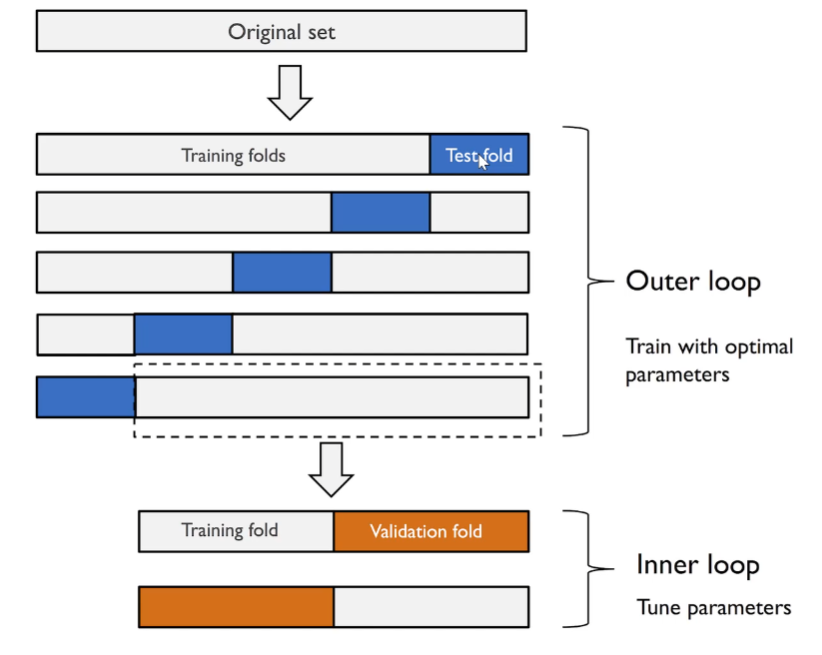 Original set
Training folds
Test fold
Outer loop
Train with optimal
parameters
Training fold
Validation fold
Inner loop
Tune parameters